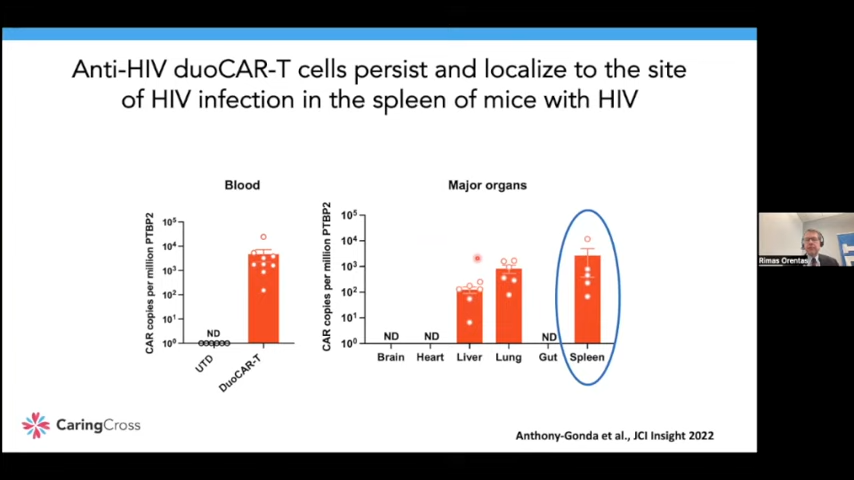 Anti-HIV duoCAR-T cells persist and localize to the site
of HIV infection in the spleen of mice with HIV
Blood
CAR copies per million PTBP2
10⁵
10⁴
10³
10²
10¹
10⁰
ND
UTD
DuoCAR-T
Major organs
CAR copies per million PTBP2
10⁵
10⁴
10³
10²
10¹
10⁰
ND
ND
ND
Brain
Heart
Liver
Lung
Gut
Spleen
Rimas Orentas
CaringCross
Anthony-Gonda et al., JCI Insight 2022